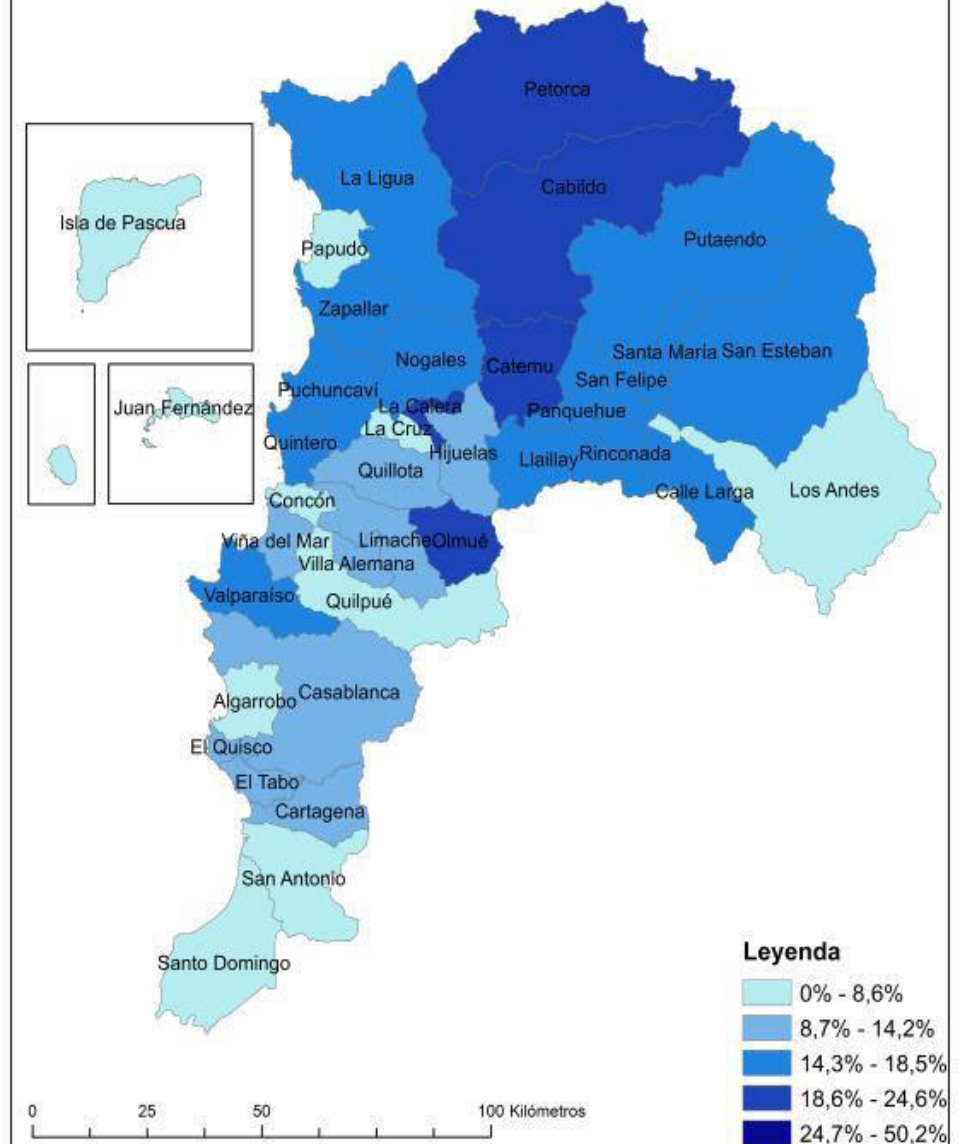 Petorca
La Ligua
Cabildo
Isla de Pascua
Papudo
Putaendo
Zapallar
Nogales
Catemu
Santa María
San Esteban
San Felipe
Puchuncaví
La Calera
Juan Fernández
Panquehue
La Cruz
Quintero
Hijuelas
Llaillay
Rinconada
Quillota
Calle Larga
Los Andes
Concón
Viña del Mar
Limache
Olmué
Villa Alemana
Valparaíso
Quilpué
Algarrobo
Casablanca
El Quisco
El Tabo
Cartagena
San Antonio
Santo Domingo
Leyenda
0% - 8,6%
8,7% - 14,2%
14,3% - 18,5%
18,6% - 24,6%
24,7% - 50,2%
0 25 50 100 Kilómetros